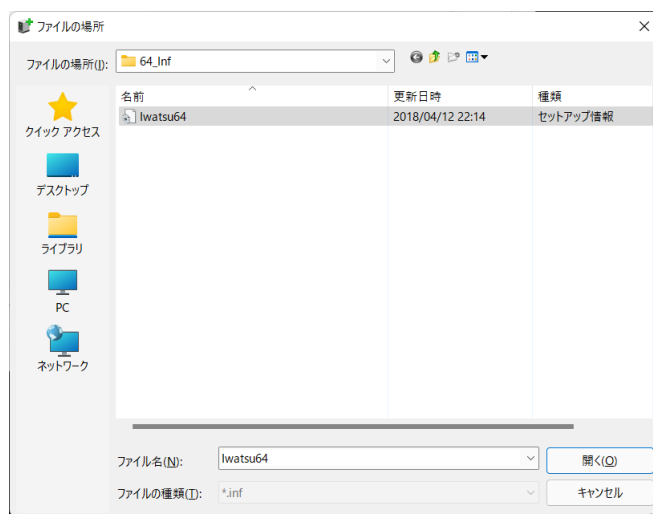 ファイルの場所
ファイルの場所(I): 64_Inf
名前 更新日時 種類
Iwatsu64 2018/04/12 22:14 セットアップ情報
クイック アクセス
デスクトップ
ライブラリ
PC
ネットワーク
ファイル名(N): Iwatsu64 開く(O)
ファイルの種類(T): *.inf キャンセル